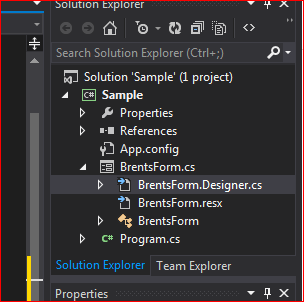 Solution Explorer
Search Solution Explorer (Ctrl+;)
Solution 'Sample' (1 project)
C# Sample
Properties
References
App.config
BrentsForm.cs
BrentsForm.Designer.cs
BrentsForm.resx
BrentsForm
C# Program.cs
Solution Explorer Team Explorer
Properties